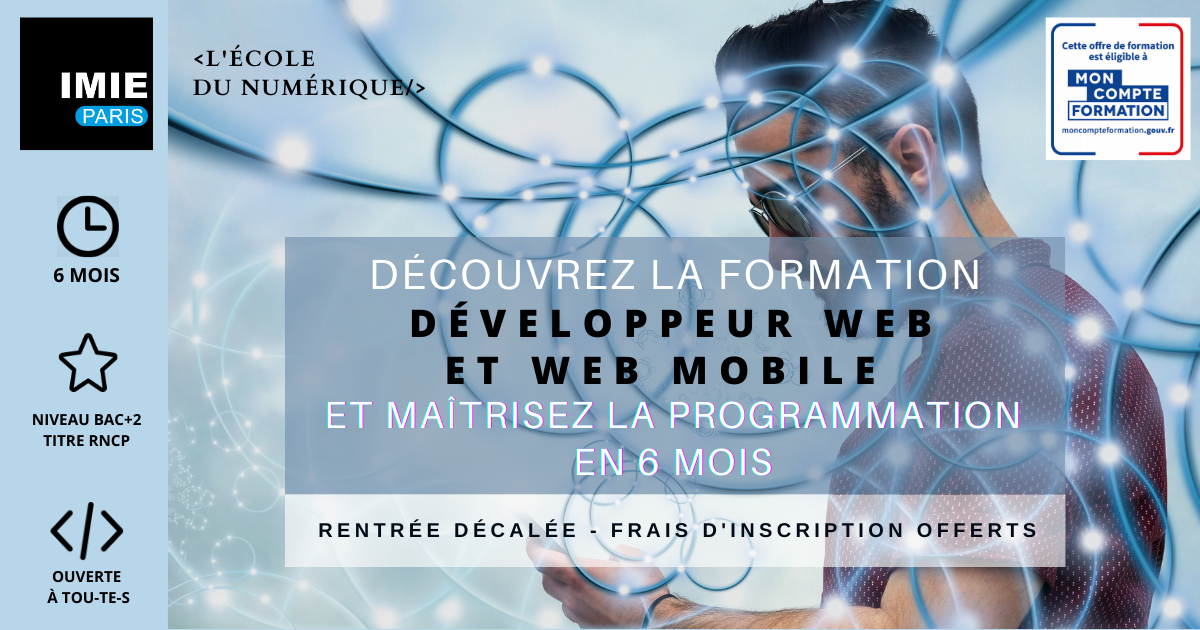 IMIE
PARIS
<L'ÉCOLE
DU NUMÉRIQUE/>
Cette offre de formation
est éligible à
MON
COMPTE
FORMATION
moncompteformation.gouv.fr
6 MOIS
NIVEAU BAC+2
TITRE RNCP
OUVERTE
À TOU-TE-S
DÉCOUVREZ LA FORMATION
DÉVELOPPEUR WEB
ET WEB MOBILE
ET MAÎTRISEZ LA PROGRAMMATION
EN 6 MOIS
RENTRÉE DÉCALÉE - FRAIS D'INSCRIPTION OFFERTS